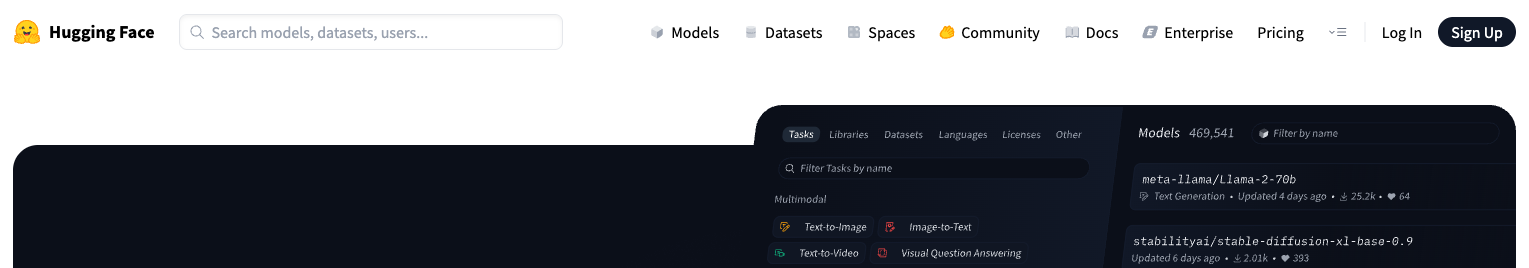 Hugging Face
Search models, datasets, users...
Models
Datasets
Spaces
Community
Docs
Enterprise
Pricing
Log In
Sign Up
Tasks Libraries Datasets Languages Licenses Other
Filter Tasks by name
Multimodal
Text-to-Image Image-to-Text
Text-to-Video Visual Question Answering
Models 469,541 Filter by name
meta-llama/Llama-2-70b
Text Generation • Updated 4 days ago • 25.2k • 64
stabilityai/stable-diffusion-xl-base-0.9
Updated 6 days ago • 2.01k • 393